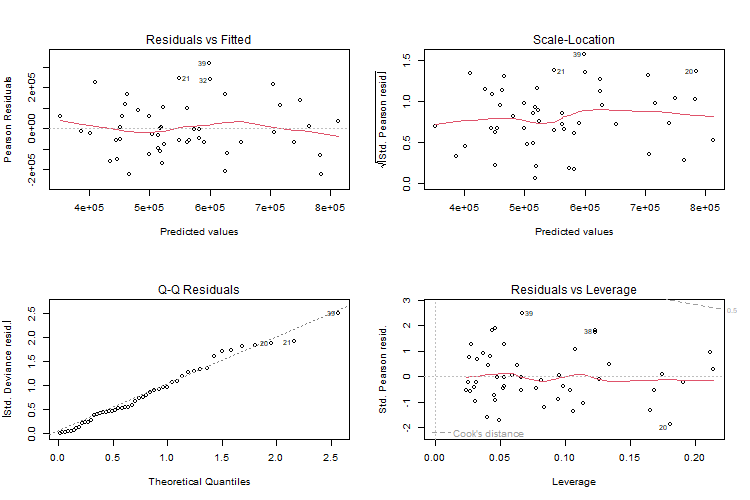 Residuals vs Fitted
Pearson Residuals
-2e+05 0e+00 2e+05
39
21
32
4e+05 5e+05 6e+05 7e+05 8e+05
Predicted values
Scale-Location
√|Std. Pearson resid|
0.0 0.5 1.0 1.5
39
21
20
4e+05 5e+05 6e+05 7e+05 8e+05
Predicted values
Q-Q Residuals
|Std. Deviance resid.|
0.0 0.5 1.0 1.5 2.0 2.5
39
20
21
0.0 0.5 1.0 1.5 2.0 2.5
Theoretical Quantiles
Residuals vs Leverage
Std. Pearson resid.
-2 -1 0 1 2 3
39
38
20
0.5
Cook's distance
0.00 0.05 0.10 0.15 0.20
Leverage